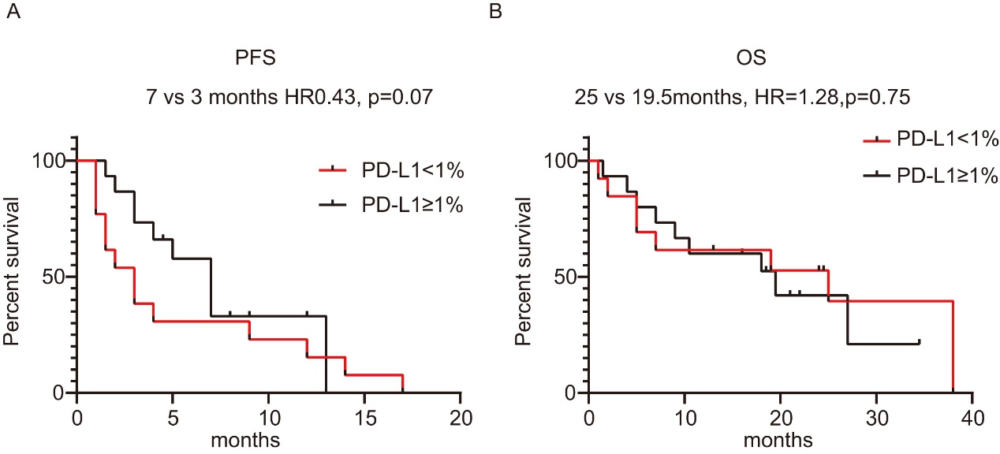 A
PFS
7 vs 3 months HR0.43, p=0.07
PD-L1<1%
PD-L1≥1%
Percent survival
100
50
0
0 5 10 15 20
months
B
OS
25 vs 19.5months, HR=1.28,p=0.75
PD-L1<1%
PD-L1≥1%
Percent survival
100
50
0
0 10 20 30 40
months